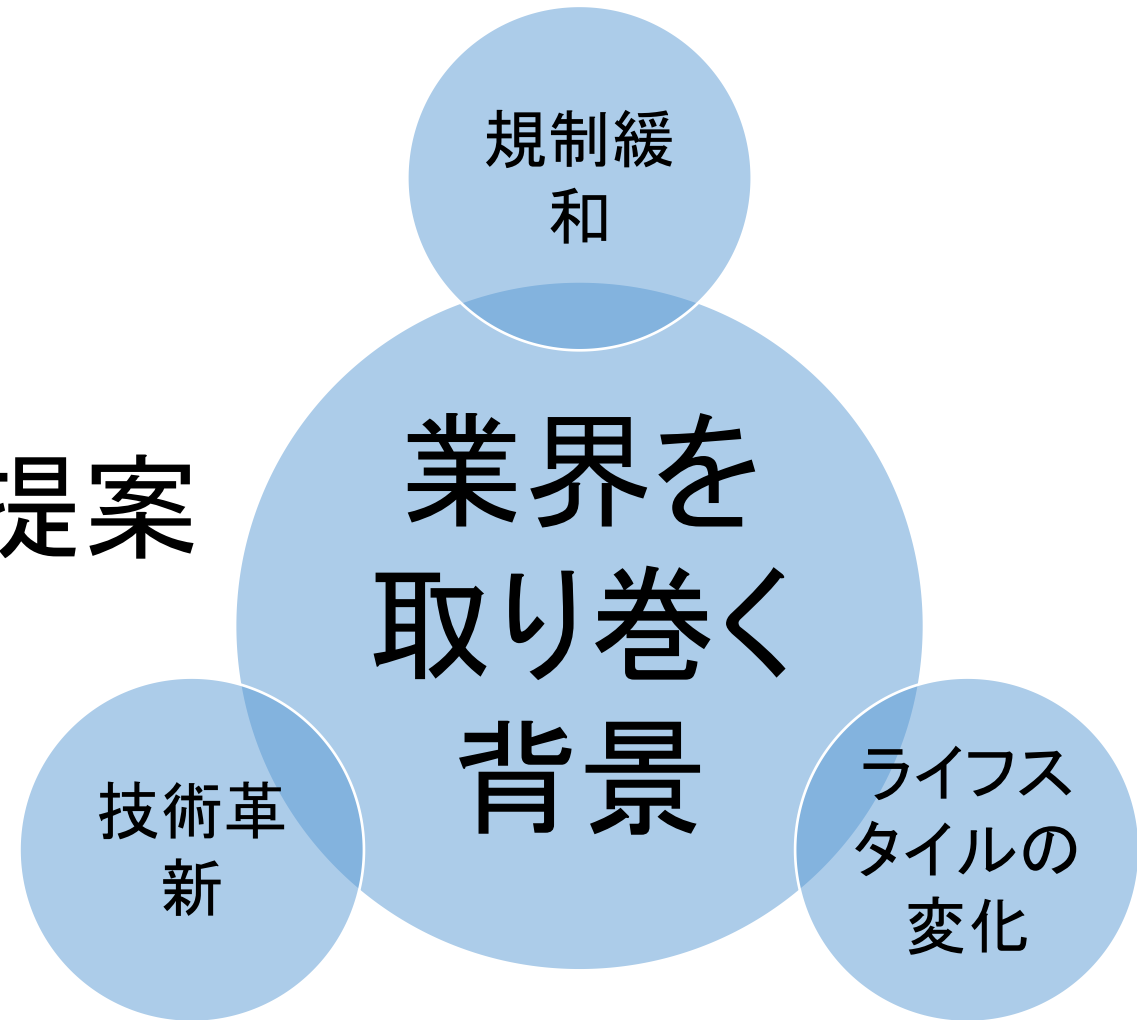 規制緩
和
業界を
取り巻く
背景
提案
技術革
新
ライフス
タイルの
変化